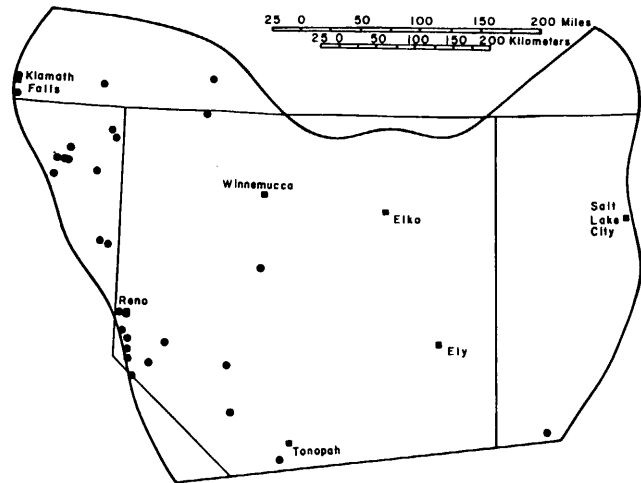 25 0 50 100 150 200 Miles
25 0 50 100 150 200 Kilometers
Klamath
Falls
Winnemucca
Elko
Salt
Lake
City
Reno
Ely
Tonopah